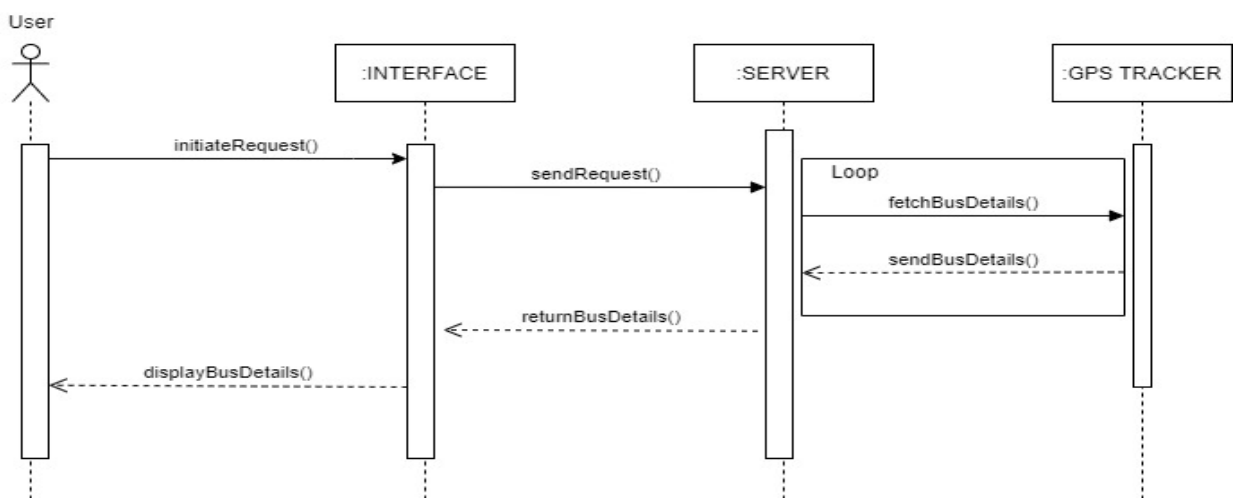 User
:INTERFACE
:SERVER
:GPS TRACKER
initiateRequest()
sendRequest()
Loop
fetchBusDetails()
sendBusDetails()
returnBusDetails()
displayBusDetails()